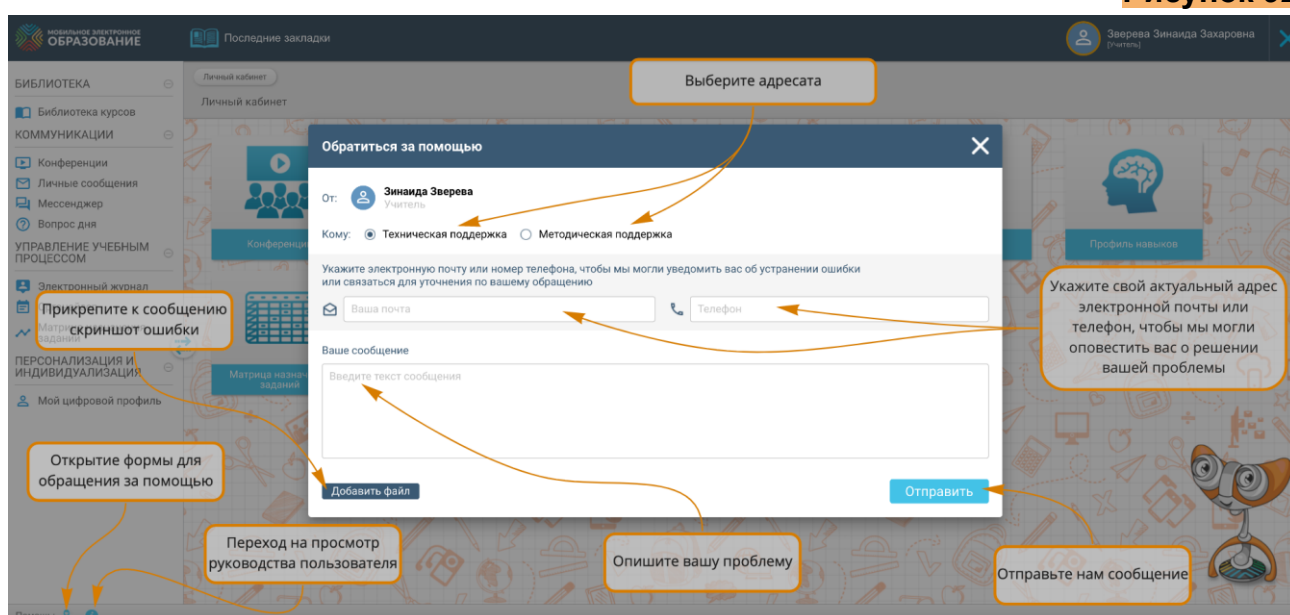 Рисунок
МОБИЛЬНОЕ ЭЛЕКТРОННОЕ
ОБРАЗОВАНИЕ
Последние закладки
Зверева Зинаида Захаровна
(Учитель)
БИБЛИОТЕКА
Библиотека курсов
КОММУНИКАЦИИ
Конференции
Личные сообщения
Мессенджер
Вопрос дня
УПРАВЛЕНИЕ УЧЕБНЫМ
ПРОЦЕССОМ
Электронный журнал
Матрица
заданий
ПЕРСОНАЛИЗАЦИЯ И
ИНДИВИДУАЛИЗАЦИЯ
Мой цифровой профиль
Личный кабинет
Личный кабинет
Выберите адресата
Обратиться за помощью
От:
Зинаида Зверева
Учитель
Кому: Техническая поддержка Методическая поддержка
Укажите электронную почту или номер телефона, чтобы мы могли уведомить вас об устранении ошибки
или связаться для уточнения по вашему обращению
Ваша почта
Телефон
Ваше сообщение
Введите текст сообщения
Добавить файл
Отправить
Конференци
Матрица назнач
заданий
Профиль навыков
Прикрепите к сообщению
скриншот ошибки
Укажите свой актуальный адрес
электронной почты или
телефон, чтобы мы могли
оповестить вас о решении
вашей проблемы
Открытие формы для
обращения за помощью
Переход на просмотр
руководства пользователя
Опишите вашу проблему
Отправьте нам сообщение